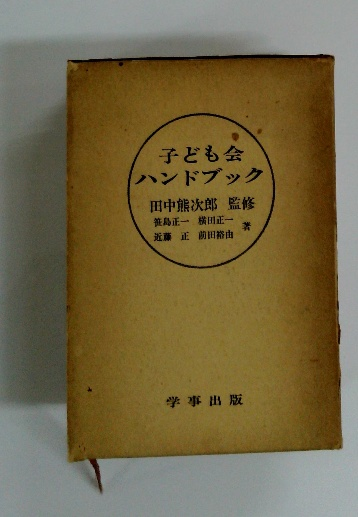 子ども会
ハンドブック
田中熊次郎 監修
笹島正一 横田正一
近藤 正 前田裕由 著
学事出版